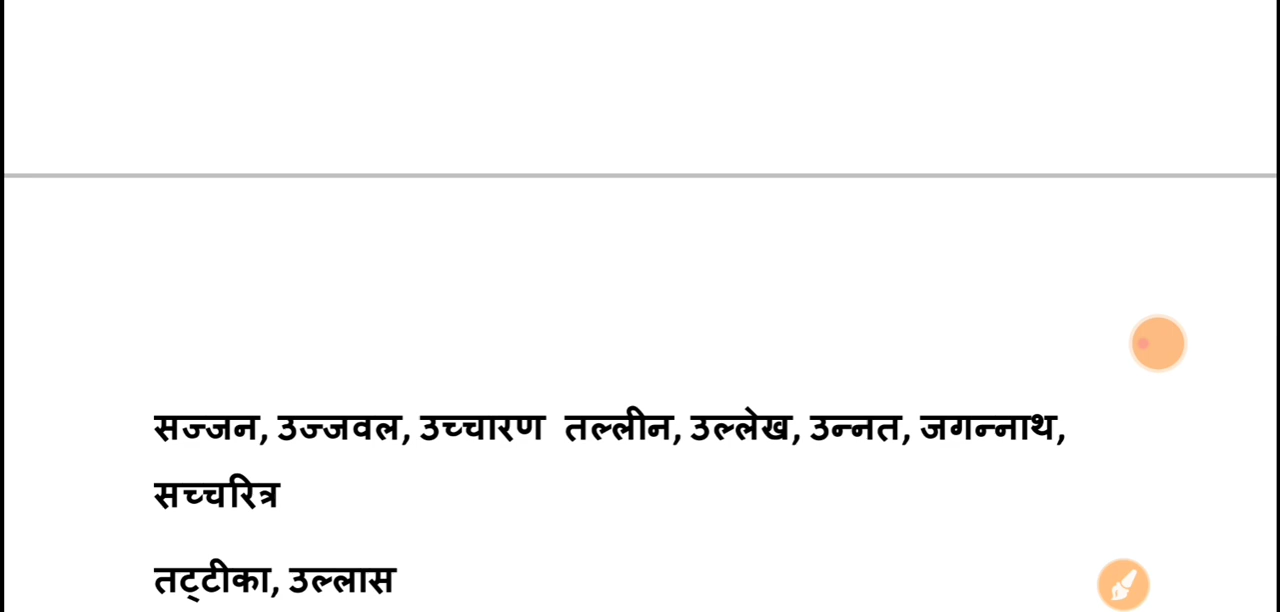 सज्जन, उज्जवल, उच्चारण  तल्लीन, उल्लेख, उन्नत, जगन्नाथ,
सच्चरित्र
तट्टीका, उल्लास